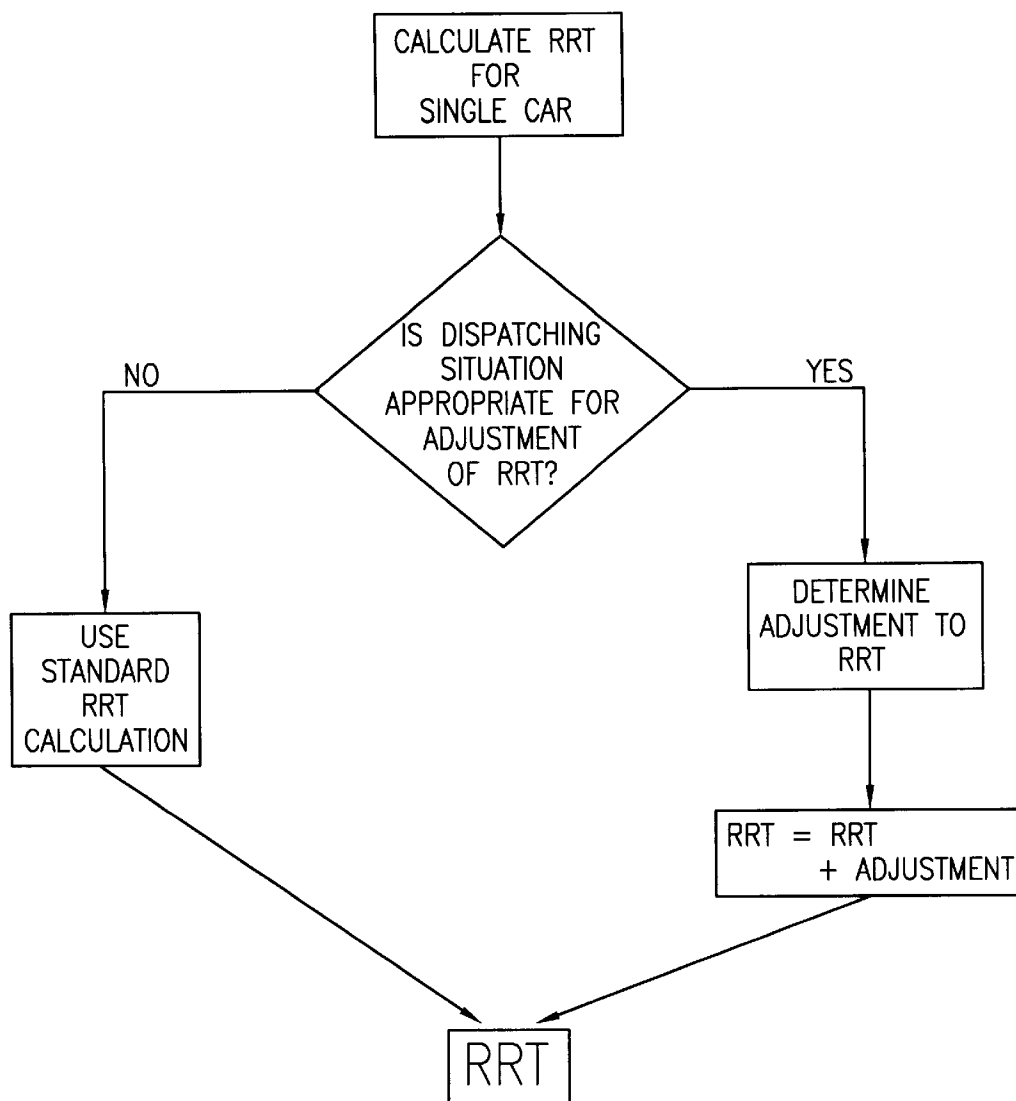 CALCULATE RRT
FOR
SINGLE CAR
IS DISPATCHING
SITUATION
APPROPRIATE FOR
ADJUSTMENT
OF RRT?
NO
YES
USE
STANDARD
RRT
CALCULATION
DETERMINE
ADJUSTMENT TO
RRT
RRT = RRT
+ ADJUSTMENT
RRT